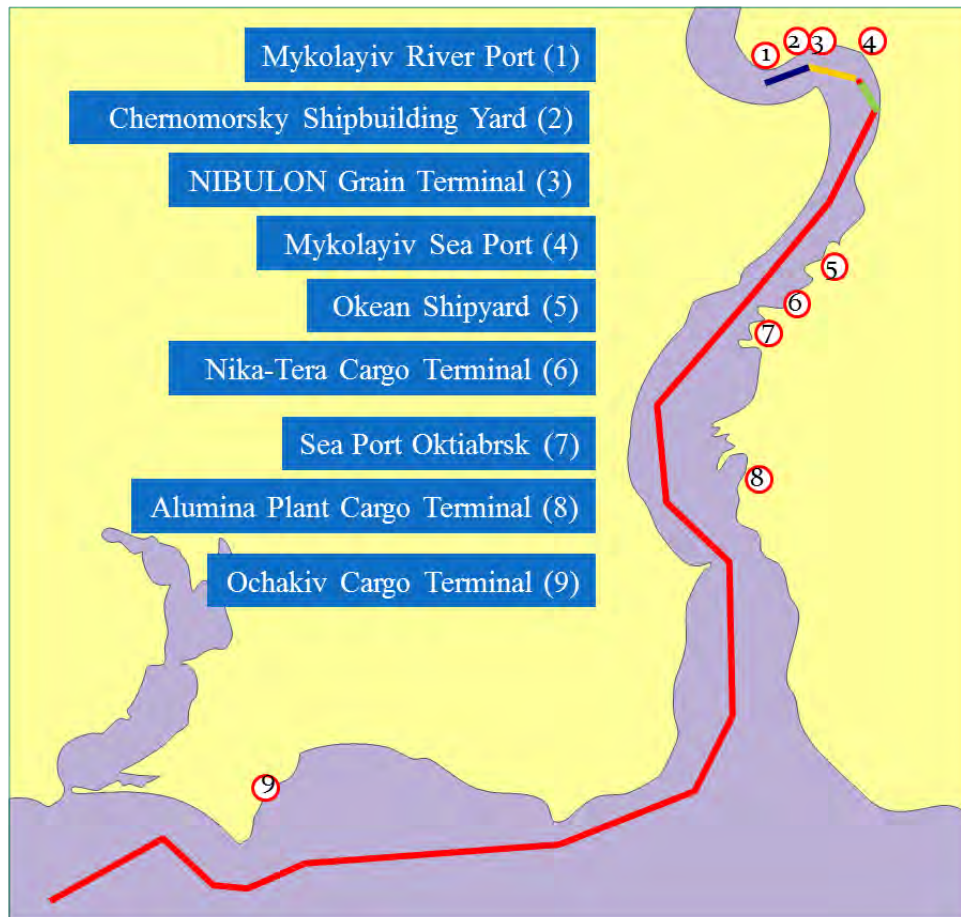 Mykolayiv River Port (1)
Chernomorsky Shipbuilding Yard (2)
NIBULON Grain Terminal (3)
Mykolayiv Sea Port (4)
Okean Shipyard (5)
Nika-Tera Cargo Terminal (6)
Sea Port Oktiabrsk (7)
Alumina Plant Cargo Terminal (8)
Ochakiv Cargo Terminal (9)
1
2
3
4
5
6
7
8
9